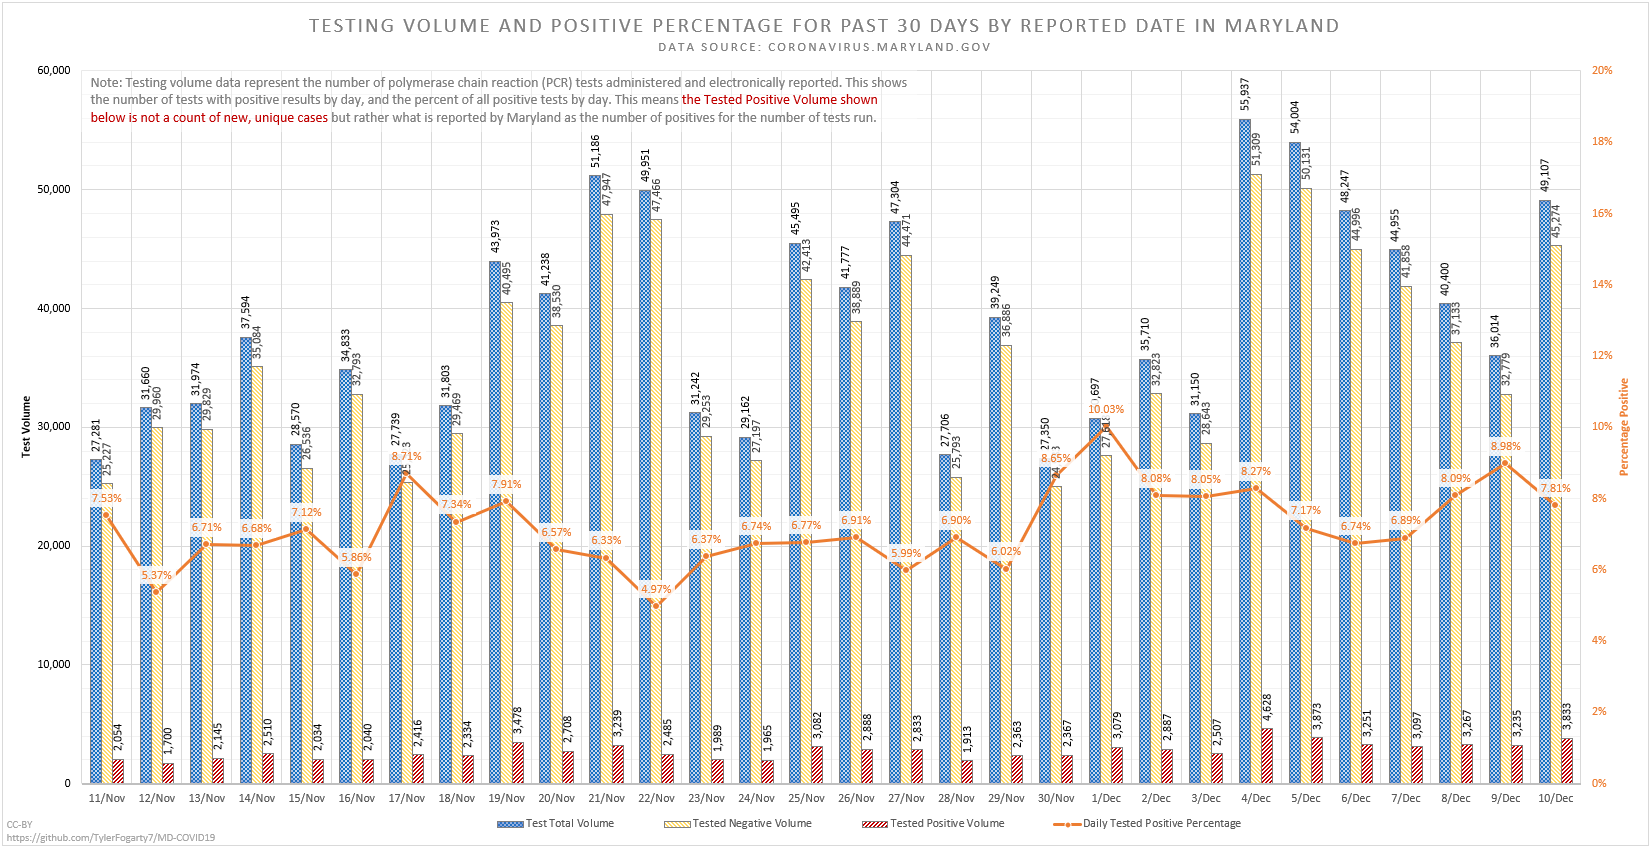 TESTING VOLUME AND POSITIVE PERCENTAGE FOR PAST 30 DAYS BY REPORTED DATE IN MARYLAND
DATA SOURCE: CORONAVIRUS.MARYLAND.GOV
Note: Testing volume data represent the number of polymerase chain reaction (PCR) tests administered and electronically reported. This shows
the number of tests with positive results by day, and the percent of all positive tests by day. This means the Tested Positive Volume shown
below is not a count of new, unique cases but rather what is reported by Maryland as the number of positives for the number of tests run.
Test Volume
60,000
50,000
40,000
30,000
20,000
10,000
0
Percentage Positive
20%
18%
16%
14%
12%
10%
8%
6%
4%
2%
0%
27,281 25,227 7.53% 2,054
31,660 29,960 5.37% 1,700
31,974 29,829 6.71% 2,145
37,594 35,084 6.68% 2,510
28,570 26,536 7.12% 2,034
34,833 32,793 5.86% 2,040
27,739 8.71% 2,416
31,803 29,469 7.34% 2,334
43,973 40,495 7.91% 3,478
41,238 38,530 6.57% 2,708
51,186 47,947 6.33% 3,239
49,951 47,466 4.97% 2,485
31,242 29,253 6.37% 1,989
29,162 27,197 6.74% 1,965
45,495 42,413 6.77% 3,082
41,777 38,889 6.91% 2,888
47,304 44,471 5.99% 2,833
27,706 25,793 6.90% 1,913
39,249 36,886 6.02% 2,363
27,350 8.65% 2,367
10.03% 3,079
35,710 32,823 8.08% 2,887
31,150 28,643 8.05% 2,507
55,937 51,309 8.27% 4,628
54,004 50,131 7.17% 3,873
48,247 44,996 6.74% 3,251
44,955 41,858 6.89% 3,097
40,400 37,133 8.09% 3,267
36,014 32,779 8.98% 3,235
49,107 45,274 7.81% 3,833
11/Nov 12/Nov 13/Nov 14/Nov 15/Nov 16/Nov 17/Nov 18/Nov 19/Nov 20/Nov 21/Nov 22/Nov 23/Nov 24/Nov 25/Nov 26/Nov 27/Nov 28/Nov 29/Nov 30/Nov 1/Dec 2/Dec 3/Dec 4/Dec 5/Dec 6/Dec 7/Dec 8/Dec 9/Dec 10/Dec
Test Total Volume Tested Negative Volume Tested Positive Volume Daily Tested Positive Percentage
CC-BY
https://github.com/TylerFogarty7/MD-COVID19